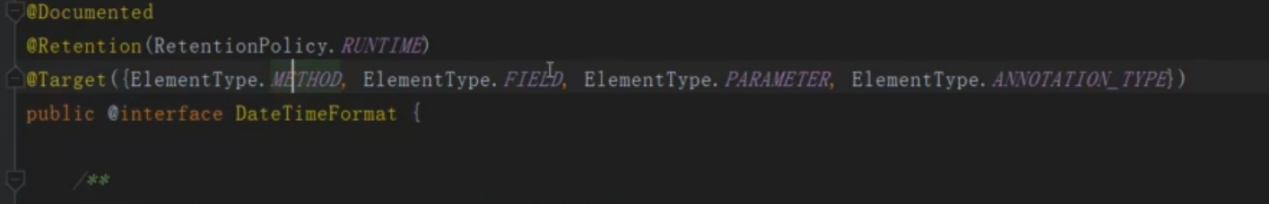 @Documented
@Retention(RetentionPolicy.RUNTIME)
@Target({ElementType.METHOD, ElementType.FIELD, ElementType.PARAMETER, ElementType.ANNOTATION_TYPE})
public @interface DateTimeFormat {
/**